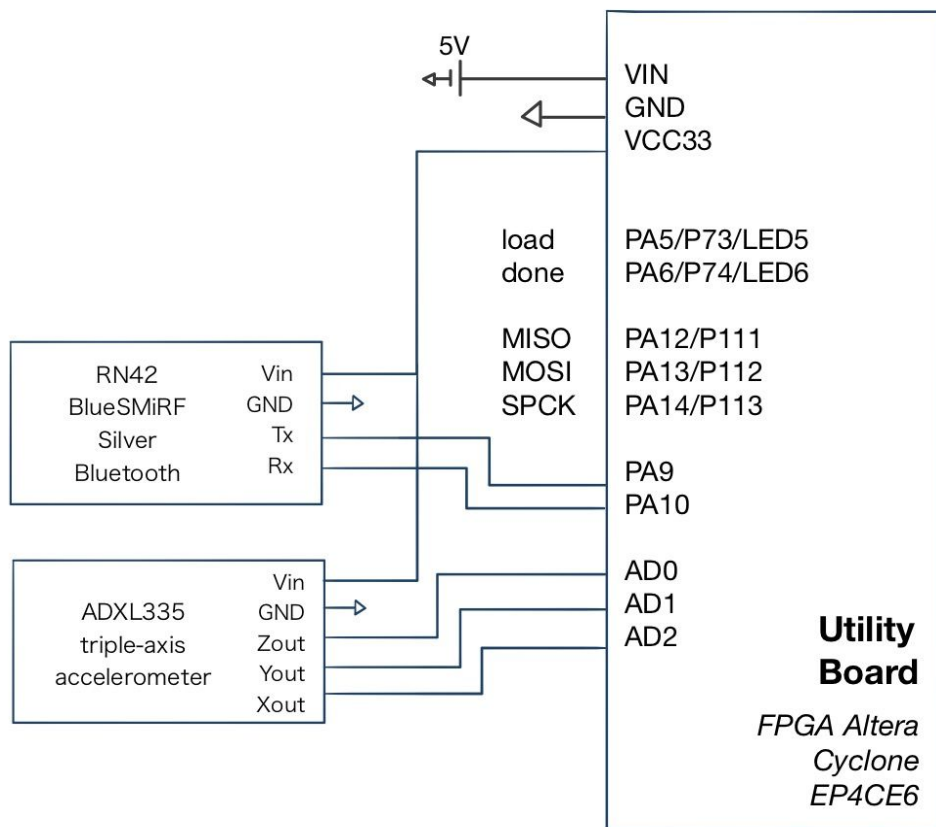 5V
VIN
GND
VCC33
load PA5/P73/LED5
done PA6/P74/LED6
MISO PA12/P111
MOSI PA13/P112
SPCK PA14/P113
PA9
PA10
AD0
AD1
AD2
RN42
BlueSMiRF
Silver
Bluetooth
Vin
GND
Tx
Rx
ADXL335
triple-axis
accelerometer
Vin
GND
Zout
Yout
Xout
Utility
Board
FPGA Altera
Cyclone
EP4CE6